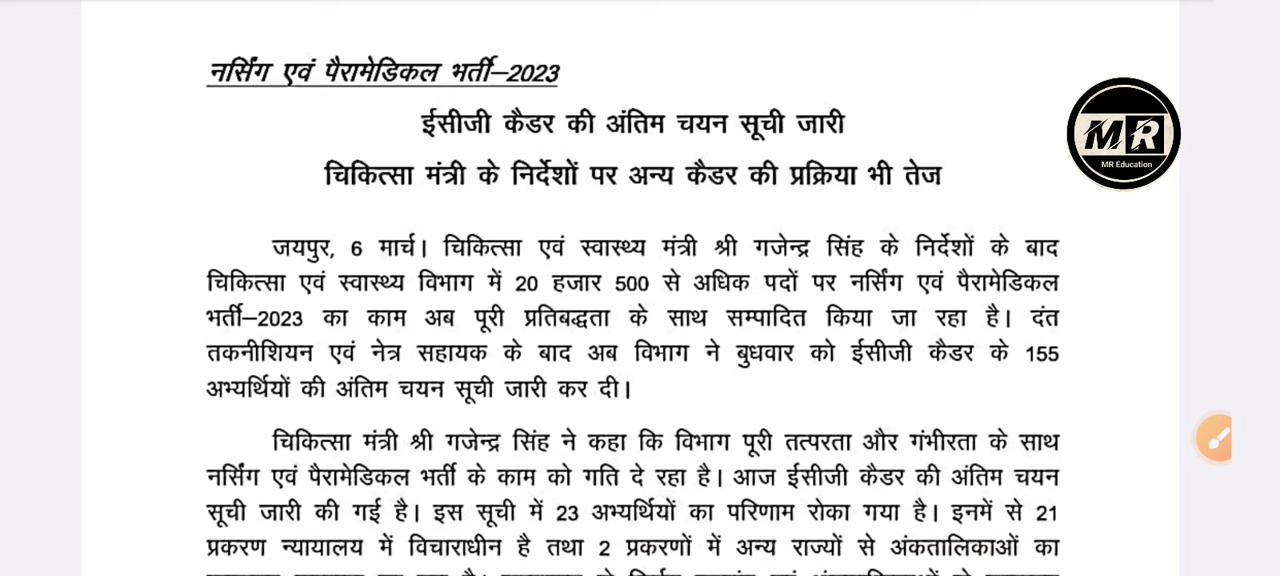 नर्सिंग एवं पैरामेडिकल भर्ती–2023
ईसीजी कैडर की अंतिम चयन सूची जारी
चिकित्सा मंत्री के निर्देशों पर अन्य कैडर की प्रक्रिया भी तेज
MR
MR Education
जयपुर, 6 मार्च। चिकित्सा एवं स्वास्थ्य मंत्री श्री गजेन्द्र सिंह के निर्देशों के बाद
चिकित्सा एवं स्वास्थ्य विभाग में 20 हजार 500 से अधिक पदों पर नर्सिंग एवं पैरामेडिकल
भर्ती–2023 का काम अब पूरी प्रतिबद्धता के साथ सम्पादित किया जा रहा है। दंत
तकनीशियन एवं नेत्र सहायक के बाद अब विभाग ने बुधवार को ईसीजी कैडर के 155
अभ्यर्थियों की अंतिम चयन सूची जारी कर दी।
चिकित्सा मंत्री श्री गजेन्द्र सिंह ने कहा कि विभाग पूरी तत्परता और गंभीरता के साथ
नर्सिंग एवं पैरामेडिकल भर्ती के काम को गति दे रहा है। आज ईसीजी कैडर की अंतिम चयन
सूची जारी की गई है। इस सूची में 23 अभ्यर्थियों का परिणाम रोका गया है। इनमें से 21
प्रकरण न्यायालय में विचाराधीन है तथा 2 प्रकरणों में अन्य राज्यों से अंकतालिकाओं का